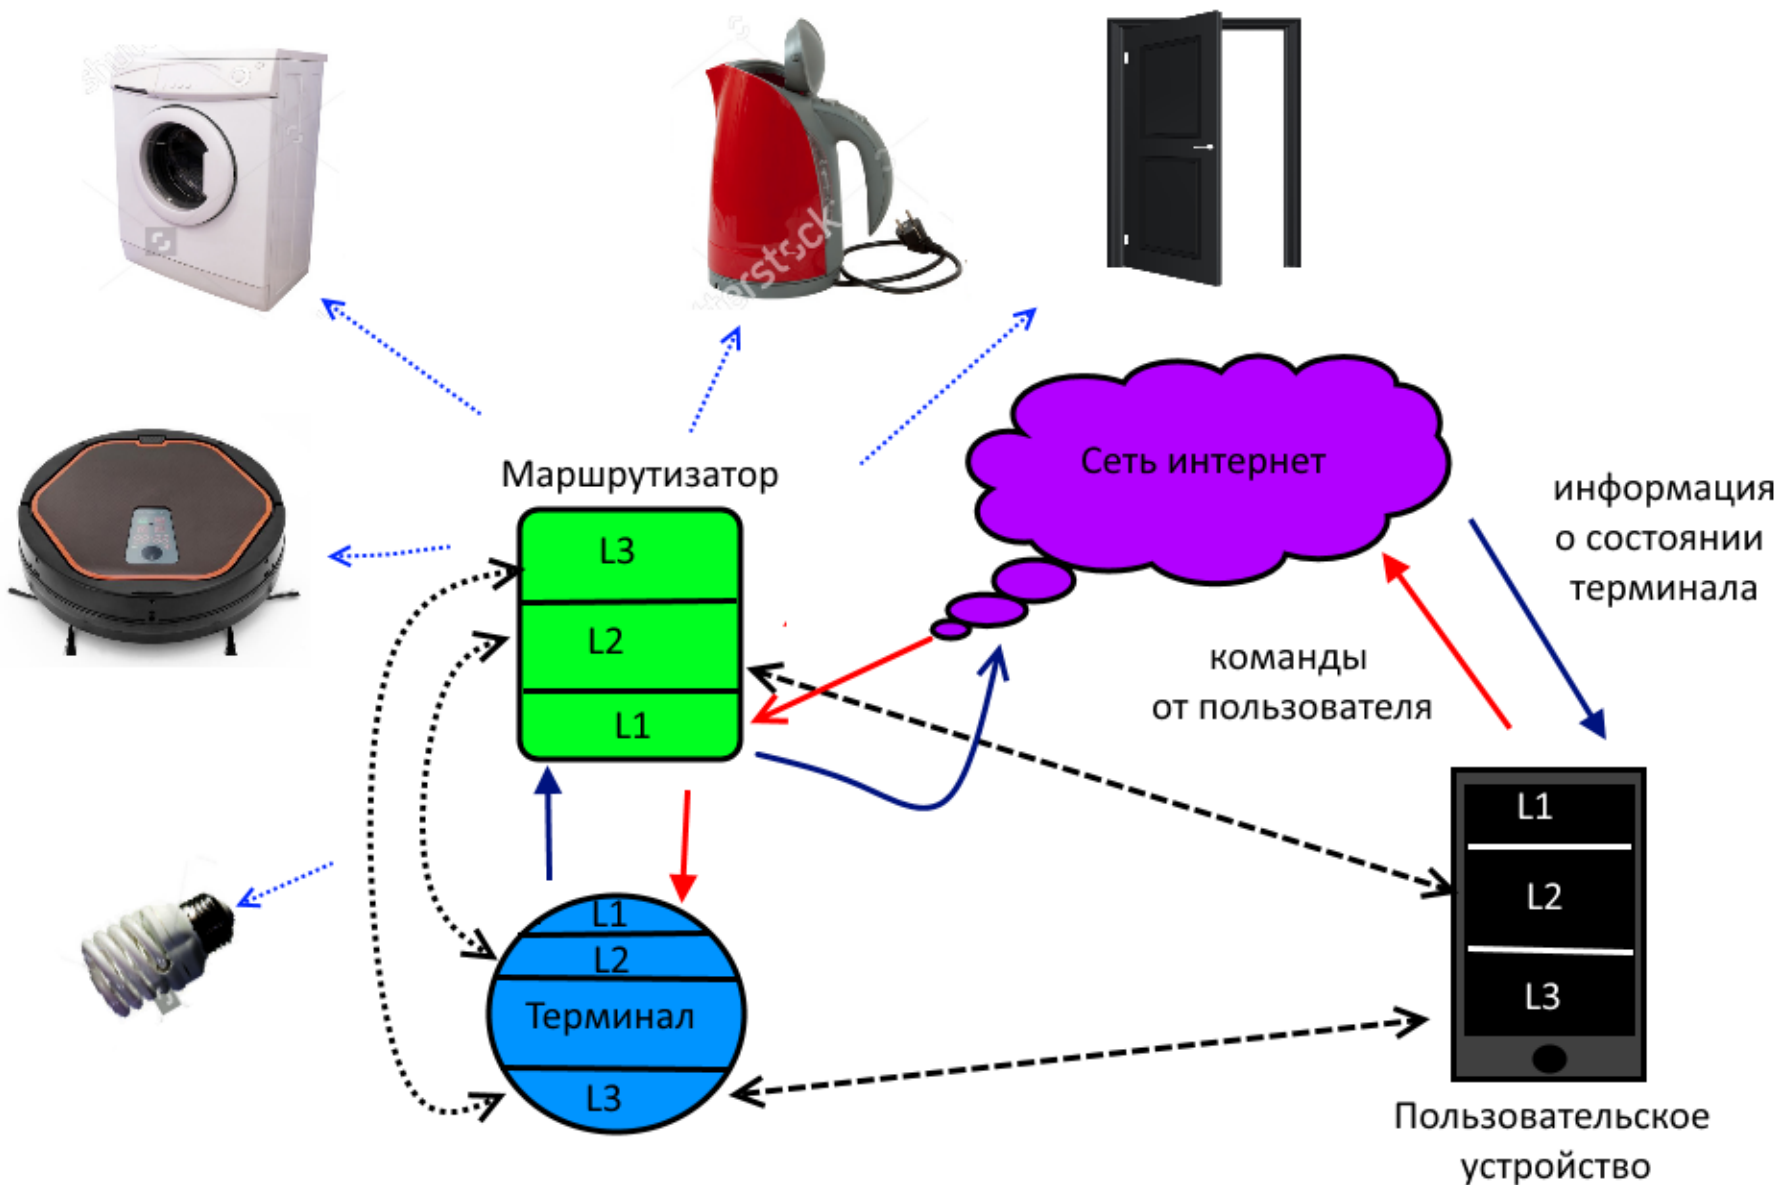 Маршрутизатор
L3
L2
L1
Сеть интернет
информация
о состоянии
терминала
команды
от пользователя
L1
L2
Терминал
L3
L1
L2
L3
Пользовательское
устройство